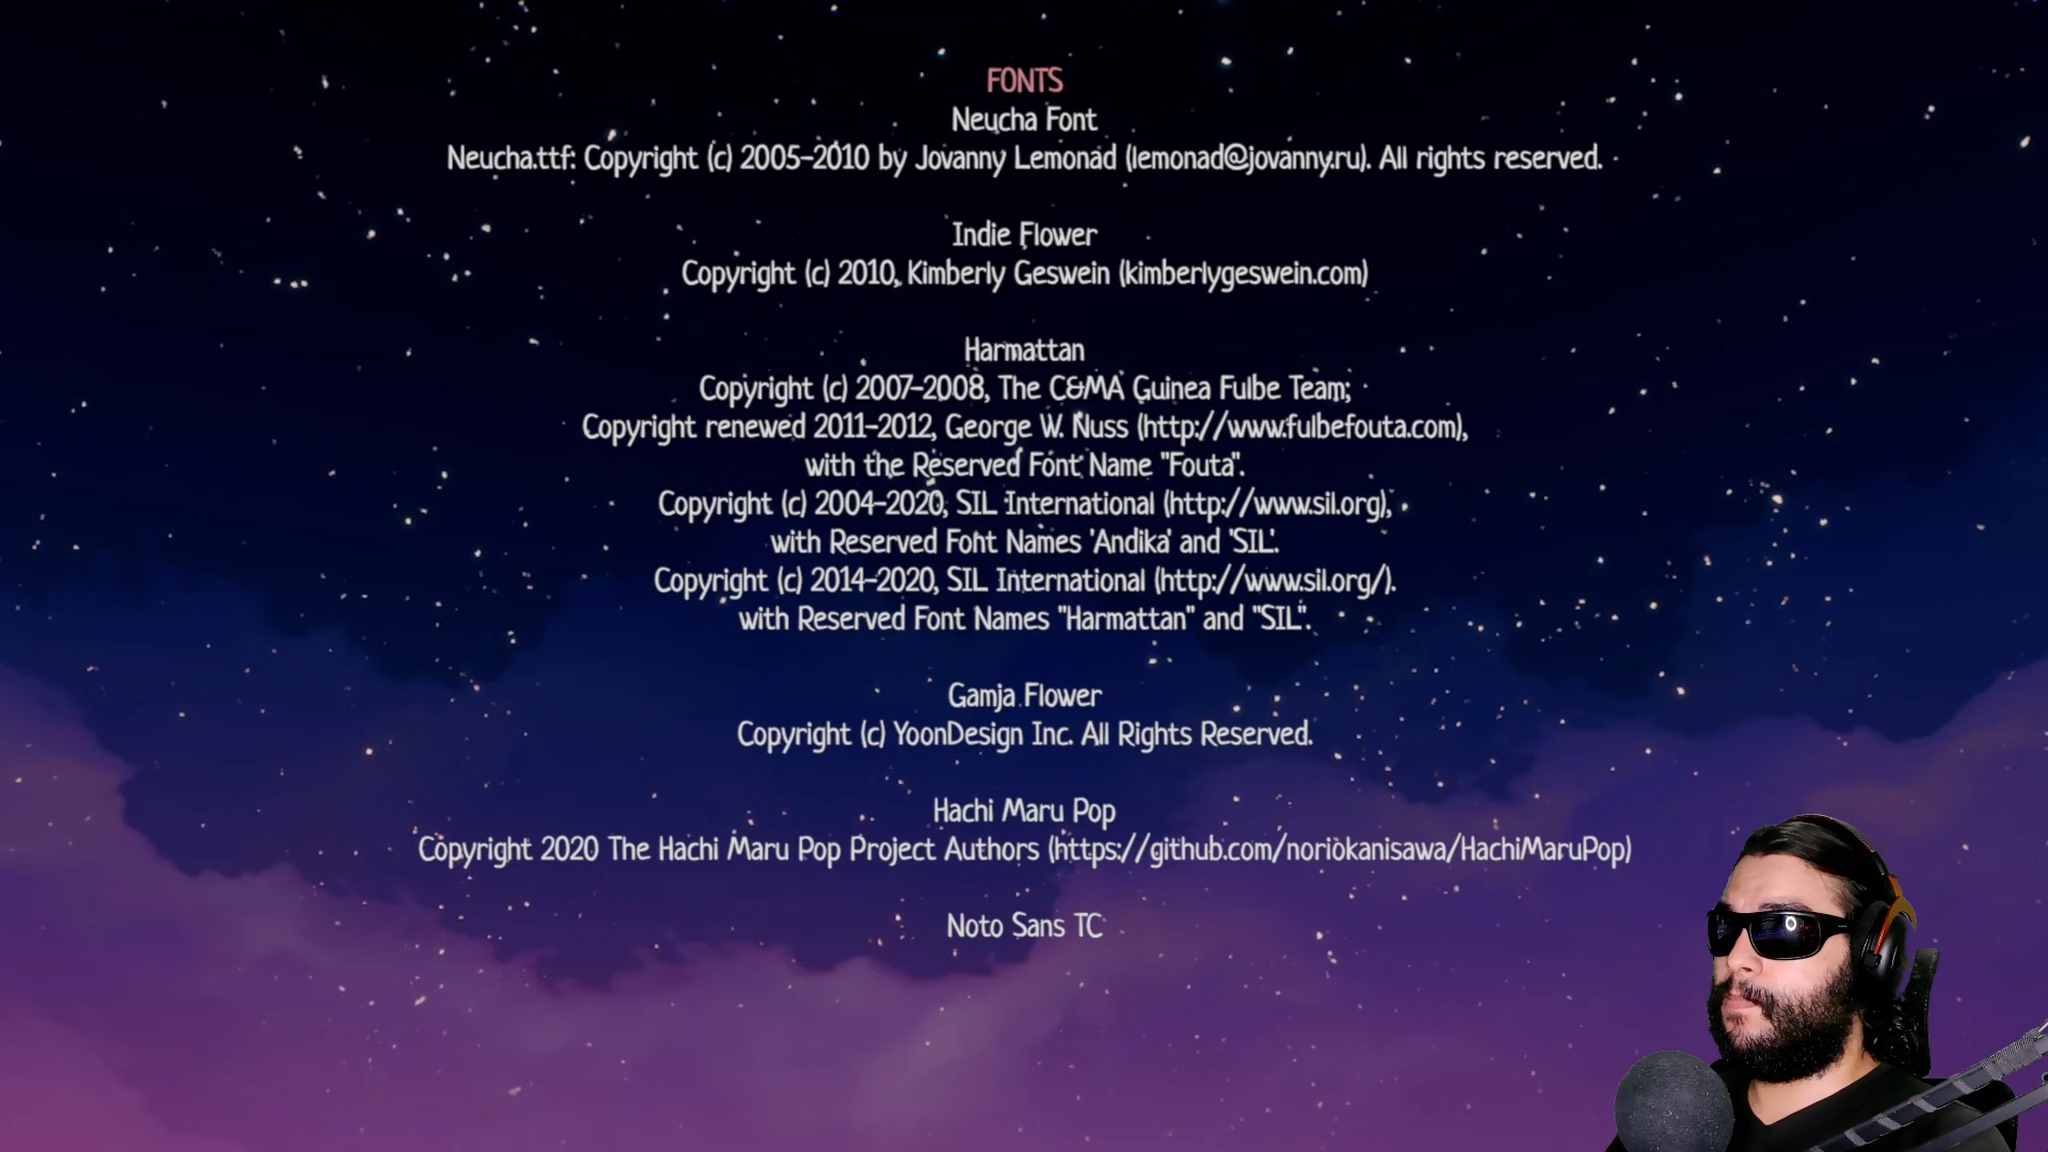 FONTS
Neucha Font
Neucha.ttf: Copyright (c) 2005-2010 by Jovanny Lemonad (lemonad@jovanny.ru). All rights reserved.
Indie Flower
Copyright (c) 2010, Kimberly Geswein (kimberlygeswein.com)
Harmattan
Copyright (c) 2007-2008, The C&MA Guinea Fulbe Team;
Copyright renewed 2011-2012, George W. Nuss (http://www.fulbefouta.com),
with the Reserved Font Name "Fouta".
Copyright (c) 2004-2020, SIL International (http://www.sil.org),
with Reserved Font Names 'Andika' and 'SIL'.
Copyright (c) 2014-2020, SIL International (http://www.sil.org/).
with Reserved Font Names "Harmattan" and "SIL".
Gamja Flower
Copyright (c) YoonDesign Inc. All Rights Reserved.
Hachi Maru Pop
Copyright 2020 The Hachi Maru Pop Project Authors (https://github.com/noriokanisawa/HachiMaruPop)
Noto Sans TC